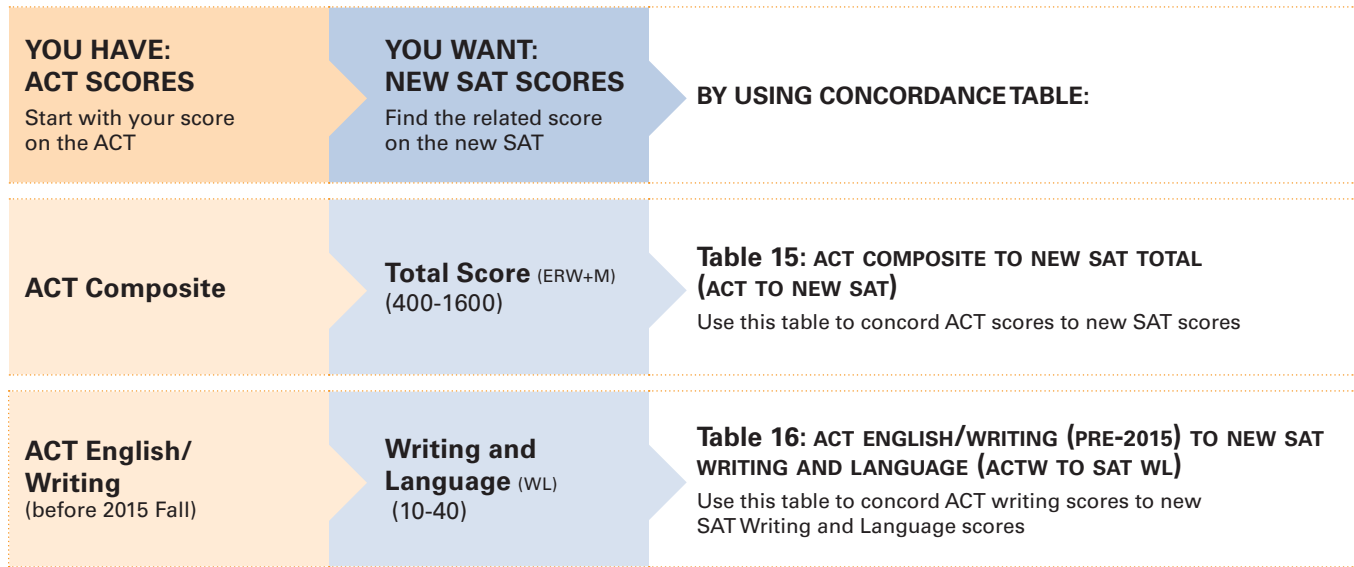 YOU HAVE:
ACT SCORES
Start with your score
on the ACT
YOU WANT:
NEW SAT SCORES
Find the related score
on the new SAT
BY USING CONCORDANCE TABLE:
ACT Composite
Total Score (ERW+M)
(400-1600)
Table 15: ACT COMPOSITE TO NEW SAT TOTAL
(ACT TO NEW SAT)
Use this table to concord ACT scores to new SAT scores
ACT English/
Writing
(before 2015 Fall)
Writing and
Language (WL)
(10-40)
Table 16: ACT ENGLISH/WRITING (PRE-2015) TO NEW SAT
WRITING AND LANGUAGE (ACTW TO SAT WL)
Use this table to concord ACT writing scores to new
SAT Writing and Language scores